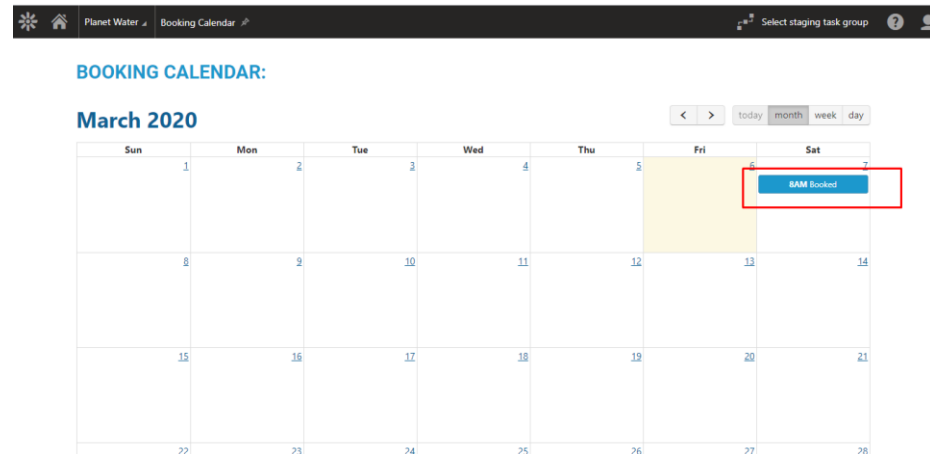 Planet Water Booking Calendar Select staging task group ?
BOOKING CALENDAR:
March 2020 < > today month week day
Sun Mon Tue Wed Thu Fri Sat
1 2 3 4 5 6 7
8AM Booked
8 9 10 11 12 13 14
15 16 17 18 19 20 21
22 23 24 25 26 27 28